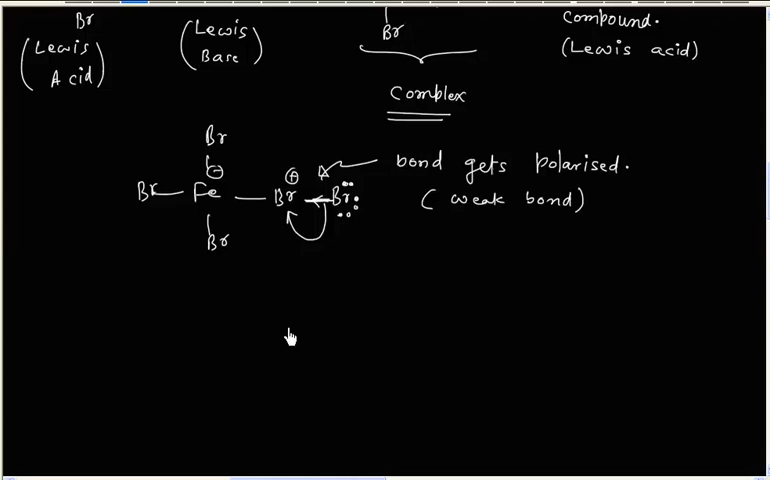 Br
(Lewis
Acid)
(Lewis
Base)
Br
compound.
(Lewis acid)
Complex
Br
⊖
Br — Fe — Br — Br
⊕
Br
bond gets polarised.
( weak bond)